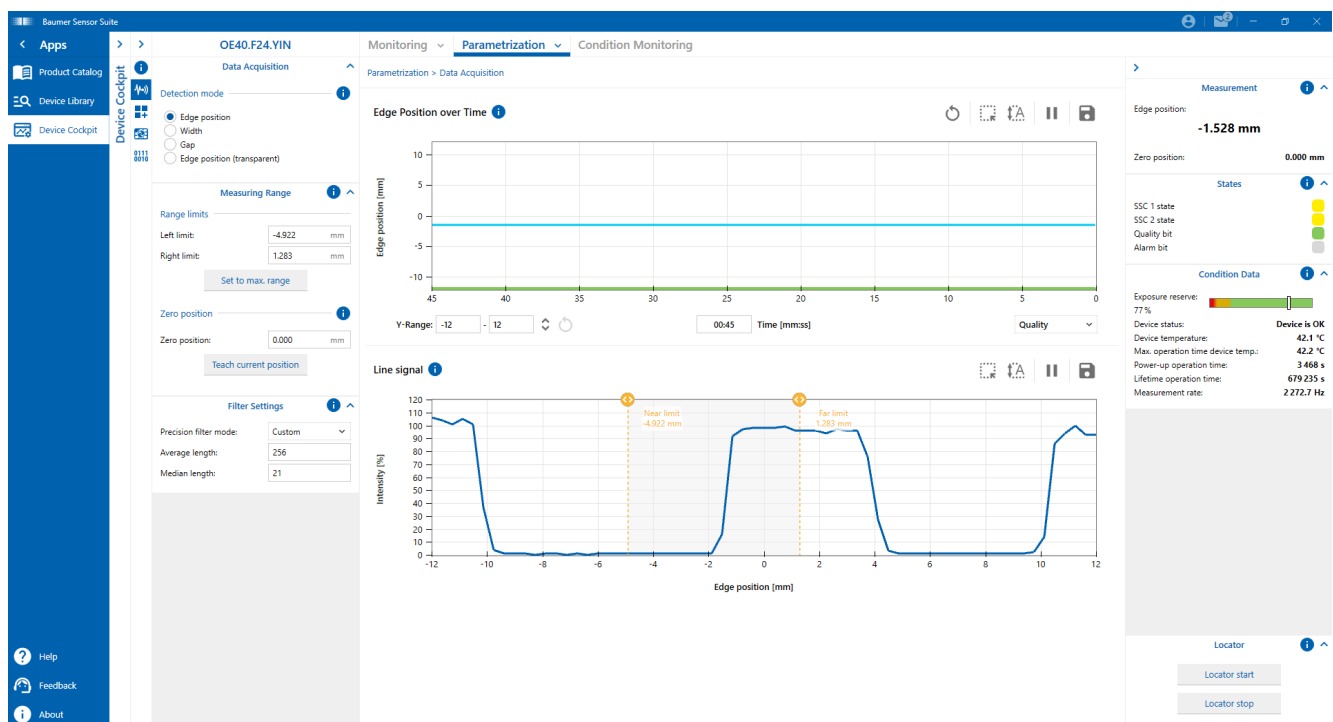 Baumer Sensor Suite
2
Apps
Product Catalog
Device Library
Device Cockpit
Help
Feedback
About
Device Cockpit
0111
0010
OE40.F24.YIN
Data Acquisition
Detection mode
Edge position
Width
Gap
Edge position (transparent)
Measuring Range
Range limits
Left limit: -4.922 mm
Right limit: 1.283 mm
Set to max. range
Zero position
Zero position: 0.000 mm
Teach current position
Filter Settings
Precision filter mode: Custom
Average length: 256
Median length: 21
Monitoring Parametrization Condition Monitoring
Parametrization > Data Acquisition
Edge Position over Time
A
Edge position [mm]
10
5
0
-5
-10
45 40 35 30 25 20 15 10 5 0
Y-Range: -12 - 12 00:45 Time [mm:ss] Quality
Line signal
A
Intensity [%]
120
110
100
90
80
70
60
50
40
30
20
10
0
Near limit
-4.922 mm
Far limit
1.283 mm
-12 -10 -8 -6 -4 -2 0 2 4 6 8 10 12
Edge position [mm]
Measurement
Edge position:
-1.528 mm
Zero position: 0.000 mm
States
SSC 1 state
SSC 2 state
Quality bit
Alarm bit
Condition Data
Exposure reserve:
77 %
Device status: Device is OK
Device temperature: 42.1 °C
Max. operation time device temp.: 42.2 °C
Power-up operation time: 3 468 s
Lifetime operation time: 679 235 s
Measurement rate: 2 272.7 Hz
Locator
Locator start
Locator stop